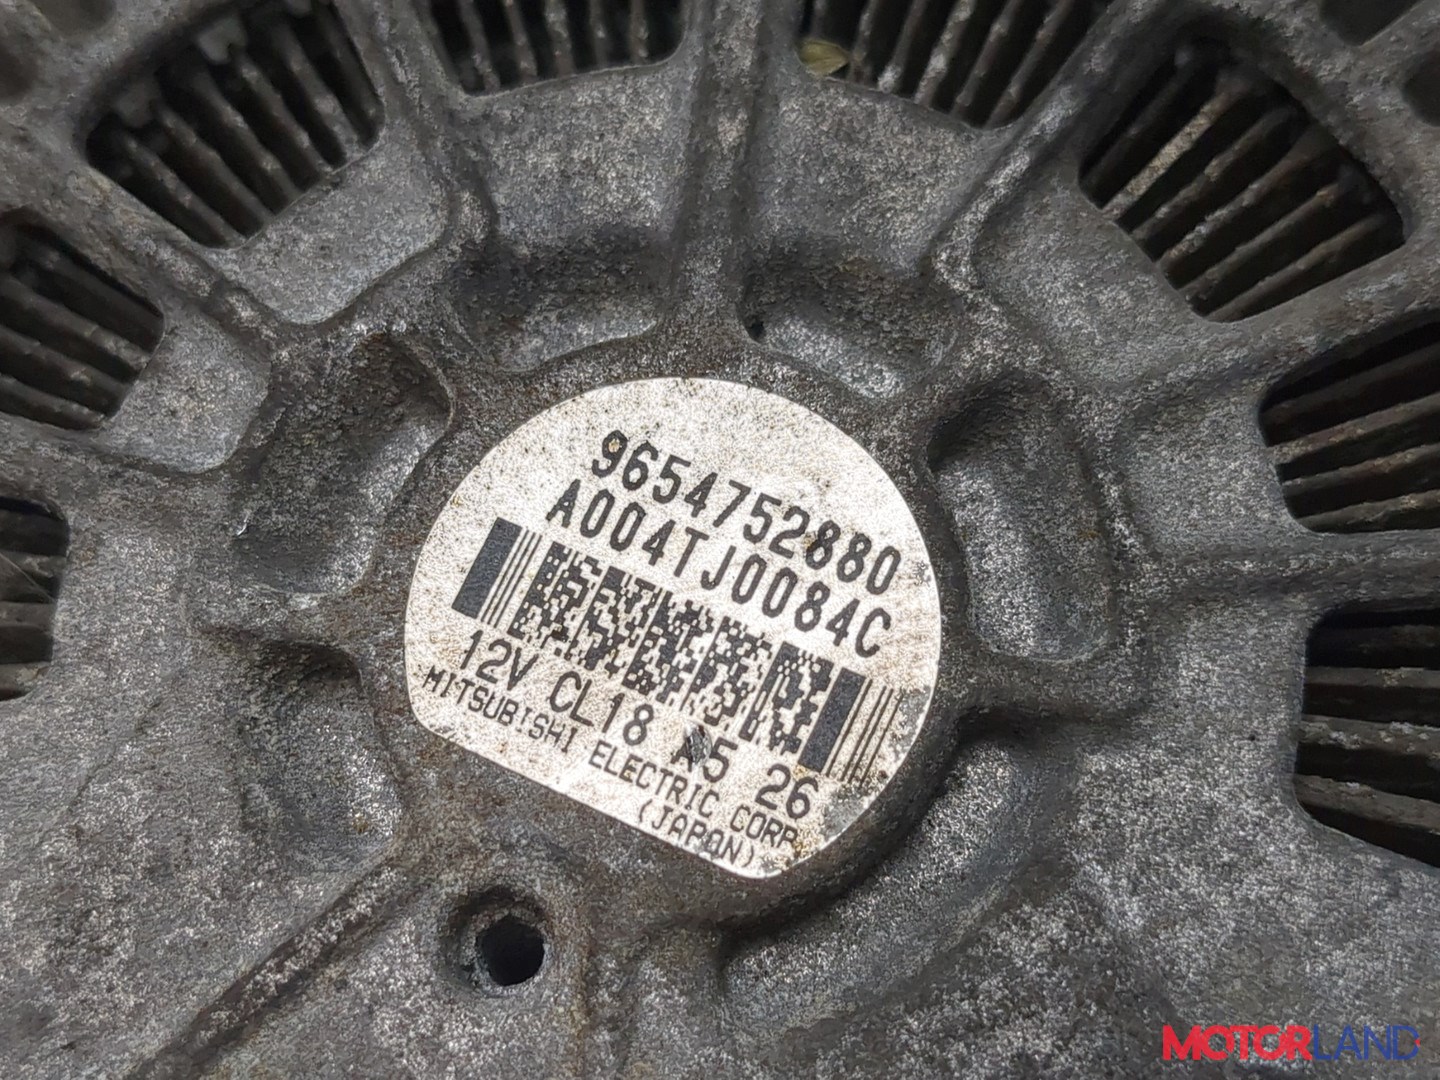 9654752880
A004TJ0084C
12V CL18 A5 26
MITSUBISHI ELECTRIC CORP.
(JAPAN)
MOTORLAND